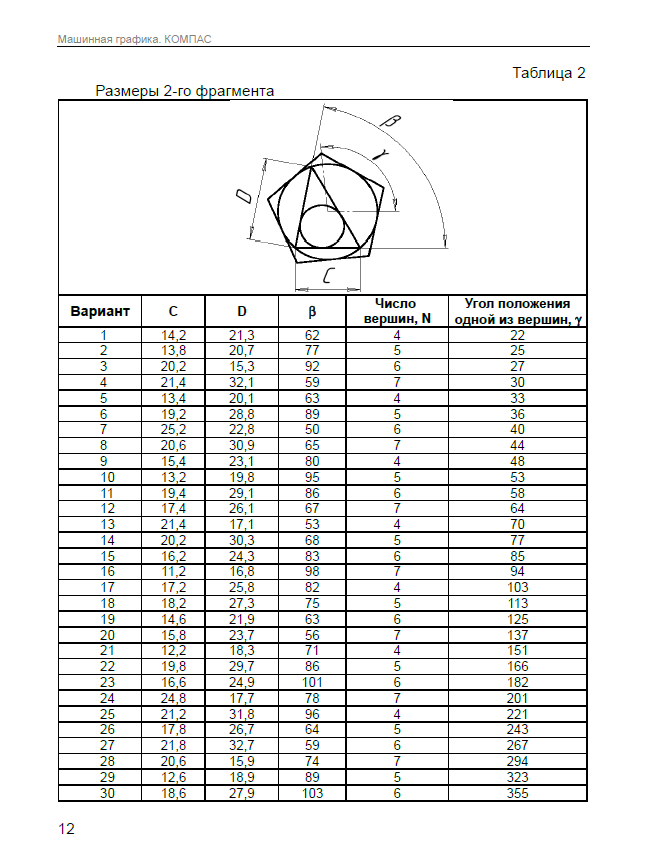 Машинная графика. КОМПАС
Таблица 2
Размеры 2-го фрагмента
β
γ
D
C
Вариант C D β Число вершин, N Угол положения одной из вершин, γ
1 14,2 21,3 62 4 22
2 13,8 20,7 77 5 25
3 20,2 15,3 92 6 27
4 21,4 32,1 59 7 30
5 13,4 20,1 63 4 33
6 19,2 28,8 89 5 36
7 25,2 22,8 50 6 40
8 20,6 30,9 65 7 44
9 15,4 23,1 80 4 48
10 13,2 19,8 95 5 53
11 19,4 29,1 86 6 58
12 17,4 26,1 67 7 64
13 21,4 17,1 53 4 70
14 20,2 30,3 68 5 77
15 16,2 24,3 83 6 85
16 11,2 16,8 98 7 94
17 17,2 25,8 82 4 103
18 18,2 27,3 75 5 113
19 14,6 21,9 63 6 125
20 15,8 23,7 56 7 137
21 12,2 18,3 71 4 151
22 19,8 29,7 86 5 166
23 16,6 24,9 101 6 182
24 24,8 17,7 78 7 201
25 21,2 31,8 96 4 221
26 17,8 26,7 64 5 243
27 21,8 32,7 59 6 267
28 20,6 15,9 74 7 294
29 12,6 18,9 89 5 323
30 18,6 27,9 103 6 355
12